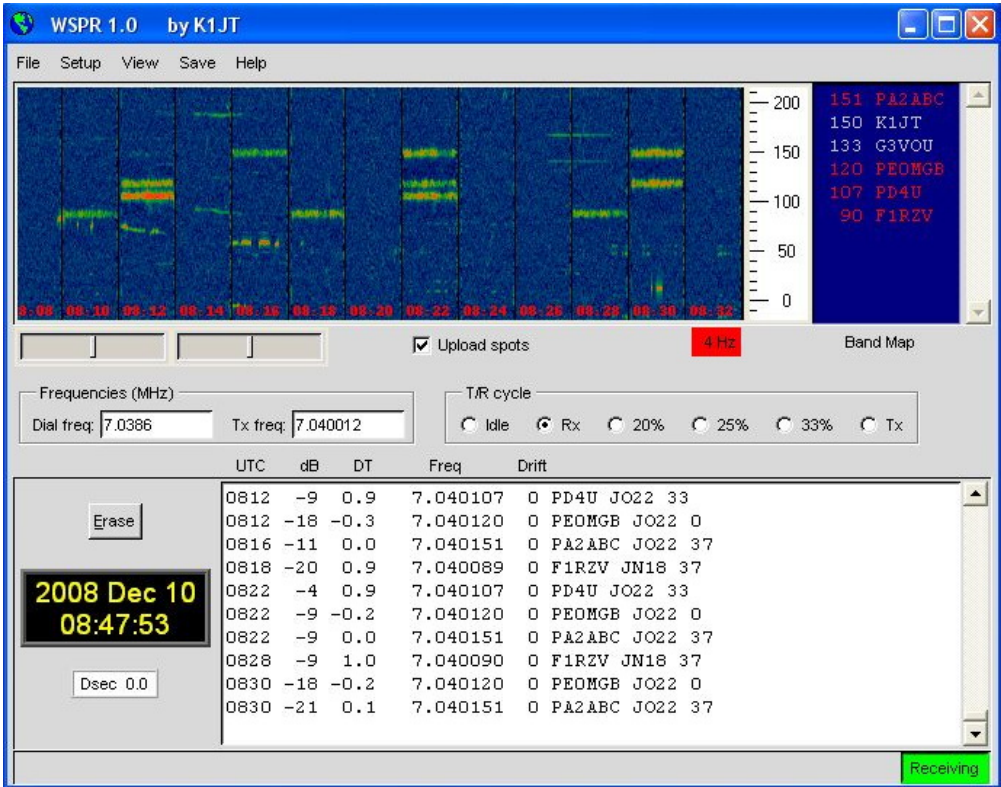 WSPR 1.0 by K1JT
File Setup View Save Help
200
150
100
50
0
151 PA2ABC
150 K1JT
133 G3VOU
120 PE0MGB
107 PD4U
90 F1RZV
8:08 08:10 08:12 08:14 08:16 08:18 08:20 08:22 08:24 08:26 08:28 08:30 08:32
Upload spots
4 Hz
Band Map
Frequencies (MHz)
Dial freq: 7.0386 Tx freq: 7.040012
T/R cycle
Idle Rx 20% 25% 33% Tx
UTC dB DT Freq Drift
0812 -9 0.9 7.040107 0 PD4U JO22 33
0812 -18 -0.3 7.040120 0 PE0MGB JO22 0
0816 -11 0.0 7.040151 0 PA2ABC JO22 37
0818 -20 0.9 7.040089 0 F1RZV JN18 37
0822 -4 0.9 7.040107 0 PD4U JO22 33
0822 -9 -0.2 7.040120 0 PE0MGB JO22 0
0822 -9 0.0 7.040151 0 PA2ABC JO22 37
0828 -9 1.0 7.040090 0 F1RZV JN18 37
0830 -18 -0.2 7.040120 0 PE0MGB JO22 0
0830 -21 0.1 7.040151 0 PA2ABC JO22 37
Erase
2008 Dec 10
08:47:53
Dsec 0.0
Receiving